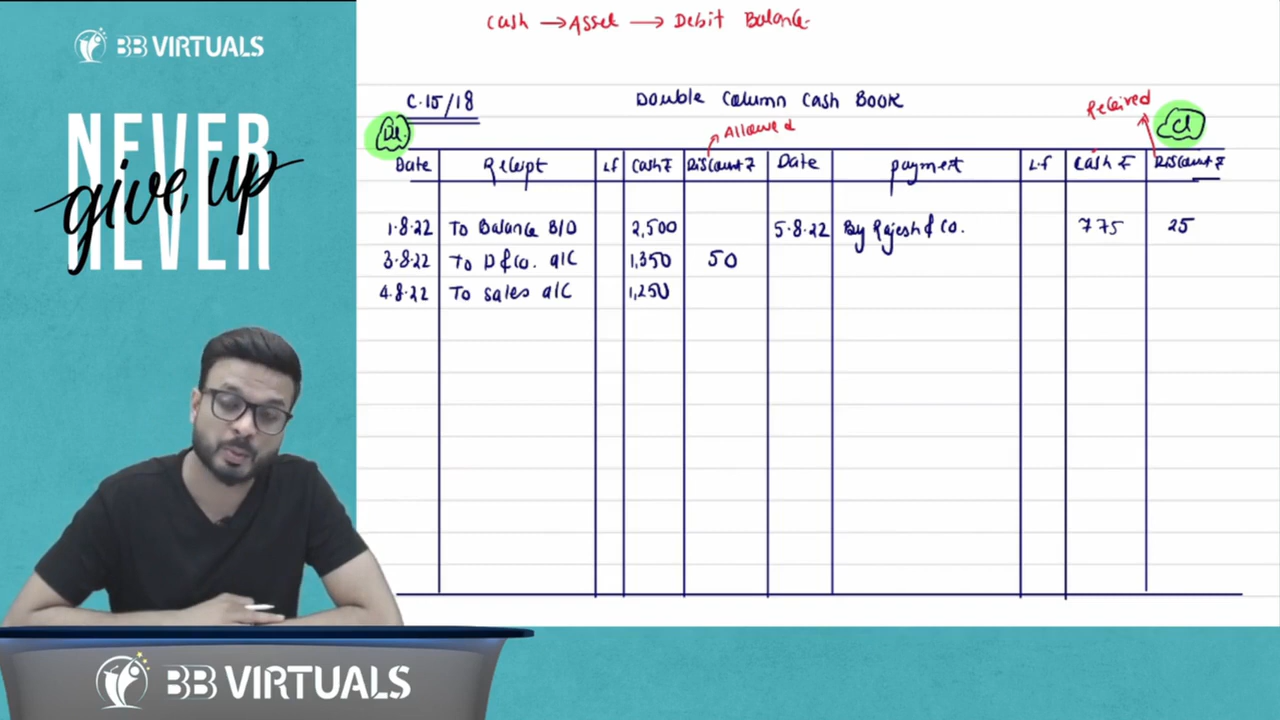 BB VIRTUALS
NEVER
give up
NEVER
Cash → Asset → Debit Balance.
C.15/18
Double Column Cash Book
Received
Dr.
Allowed
Cr
Date Receipt Lf Cash ₹ Discount ₹ Date payment L.f Cash ₹ Discount ₹
1.8.22 To Balance B/D 2,500 5.8.22 By Rajesh & Co. 775 25
3.8.22 To D & Co. a/c 1,350 50
4.8.22 To Sales a/c 1,250
BB VIRTUALS